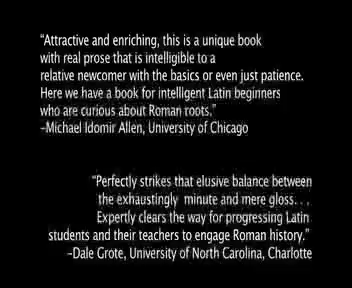 “Attractive and enriching, this is a unique book
with real prose that is intelligible to a
relative newcomer with the basics or even just patience.
Here we have a book for intelligent Latin beginners
who are curious about Roman roots.”
–Michael Idomir Allen, University of Chicago
“Perfectly strikes that elusive balance between
the exhaustingly minute and mere gloss. . .
Expertly clears the way for progressing Latin
students and their teachers to engage Roman history.”
–Dale Grote, University of North Carolina, Charlotte